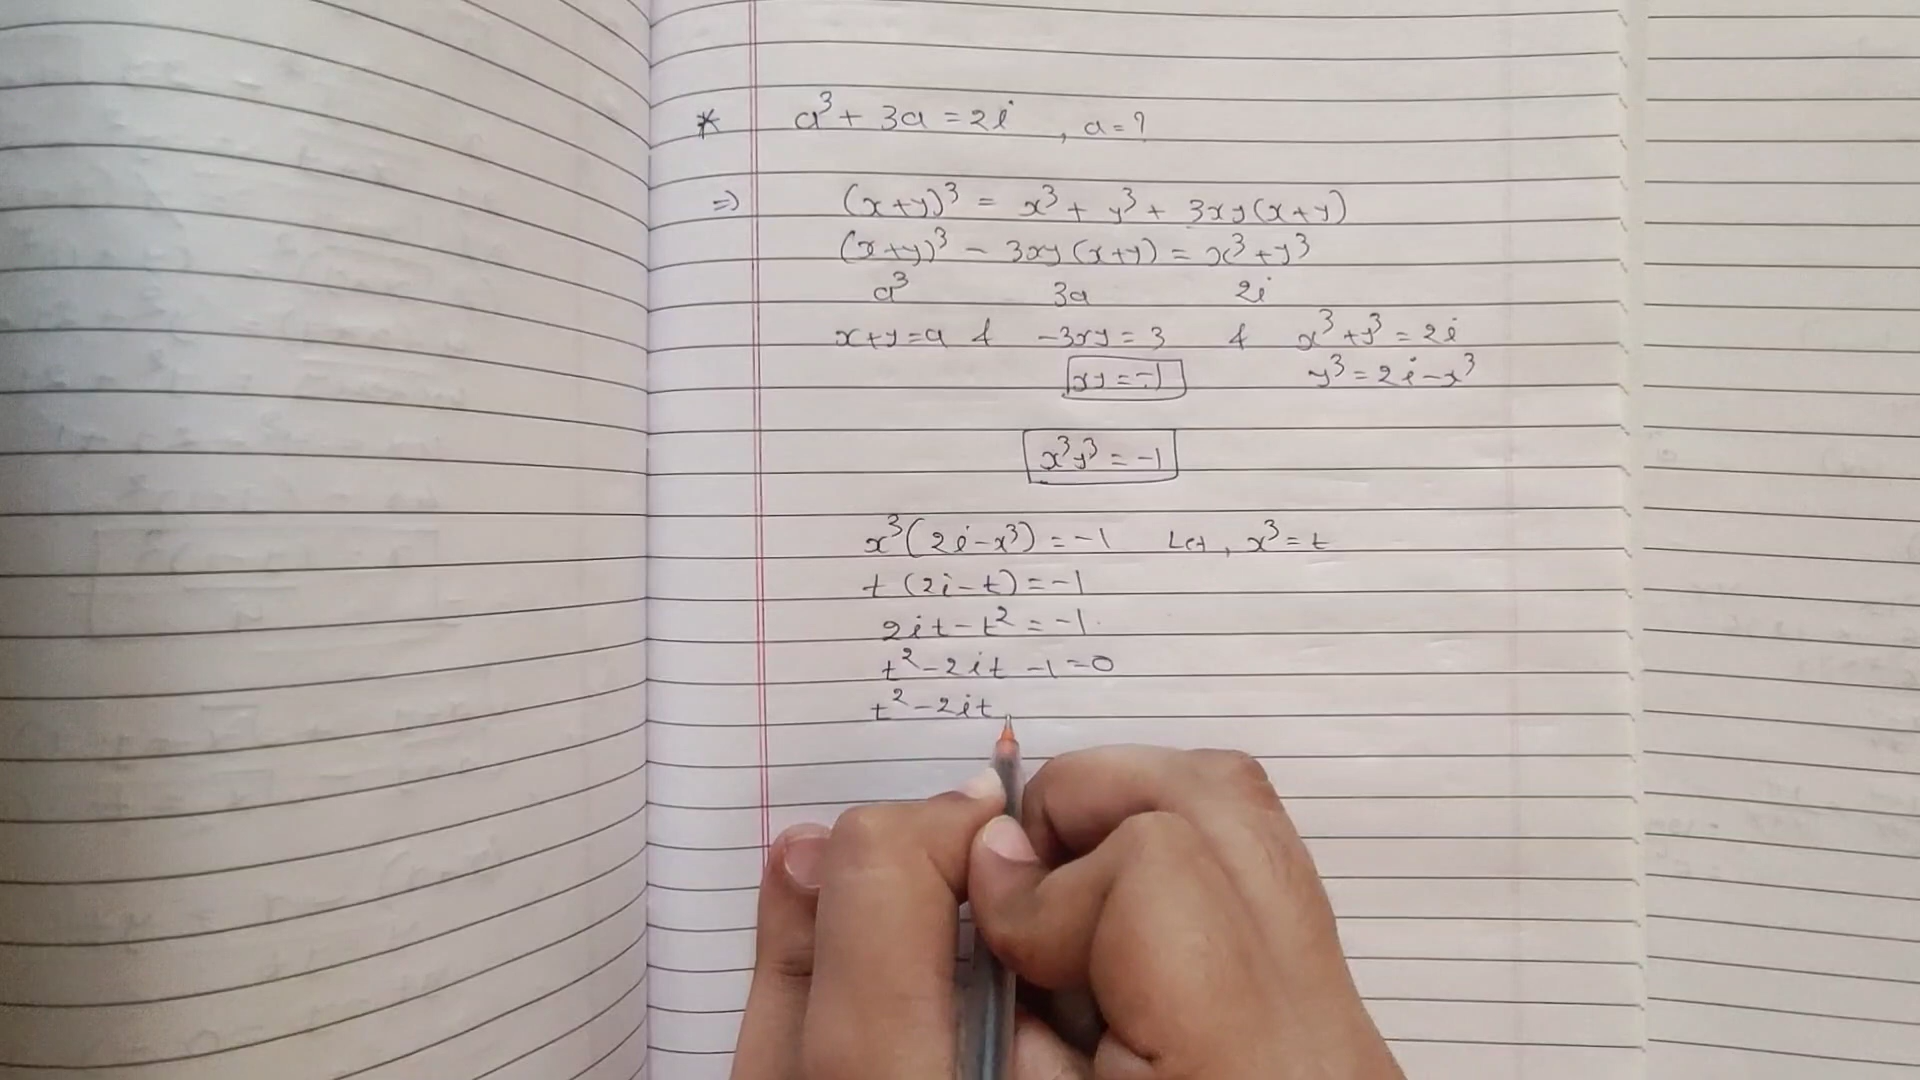 * a³ + 3a = 2i , a = ?
⇒ (x+y)³ = x³ + y³ + 3xy(x+y)
(x+y)³ - 3xy(x+y) = x³+y³
a³ 3a 2i
x+y=a & -3xy = 3 & x³+y³ = 2i
xy = -1 y³ = 2i-x³
x³y³ = -1
x³(2i-x³) = -1 Let, x³=t
t(2i-t) = -1
2it-t² = -1
t²-2it-1=0
t²-2it